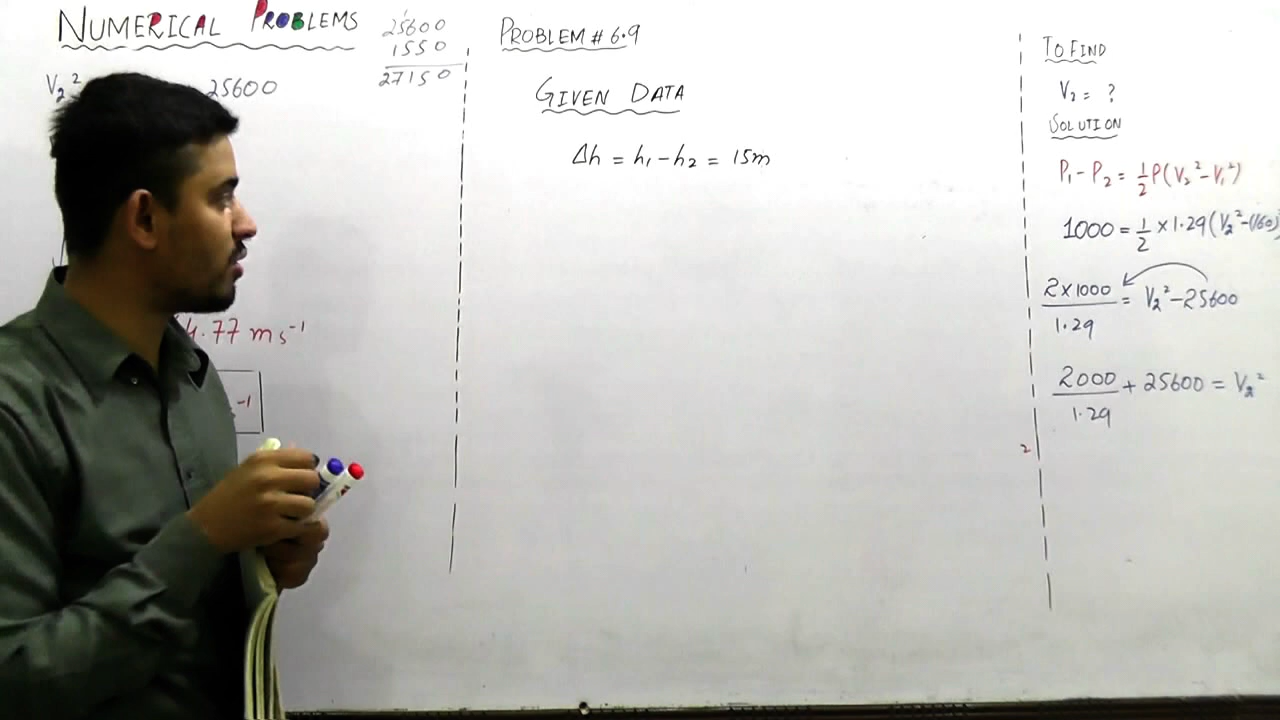 NUMERICAL PROBLEMS
V₂²
25600
25600
1550
27150
4.77 ms⁻¹
-1
PROBLEM # 6.9
GIVEN DATA
Δh = h₁-h₂ = 15m
TO FIND
V₂ = ?
SOLUTION
P₁-P₂ = 1/2 ρ(V₂²-V₁²)
1000 = 1/2 × 1.29(V₂²-(160)
2×1000/1.29 = V₂²-25600
2000/1.29 + 25600 = V₂²
2